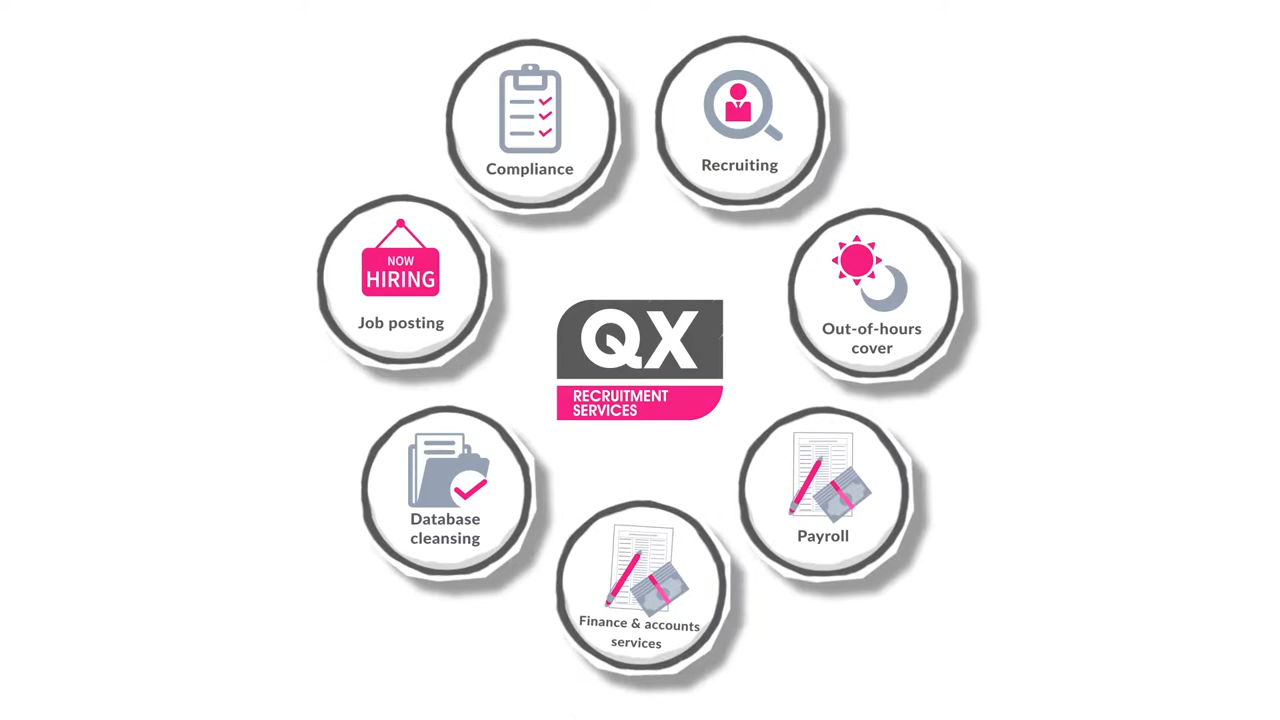 Compliance
Recruiting
NOW
HIRING
Job posting
Out-of-hours
cover
QX
RECRUITMENT
SERVICES
Database
cleansing
Payroll
Finance & accounts
services